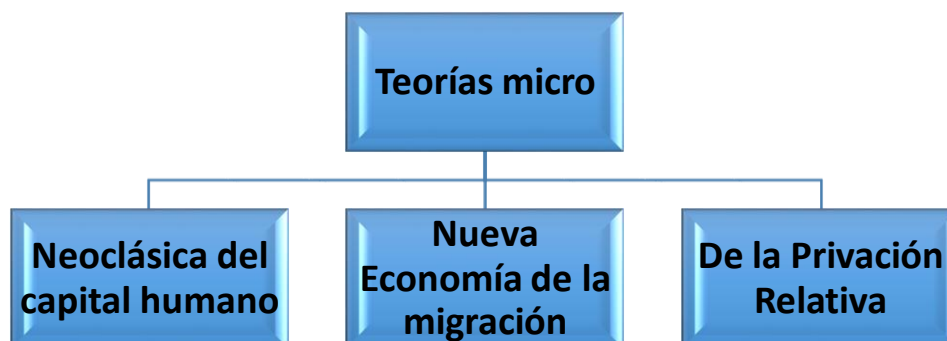 Teorías micro
Neoclásica del
capital humano
Nueva
Economía de la
migración
De la Privación
Relativa